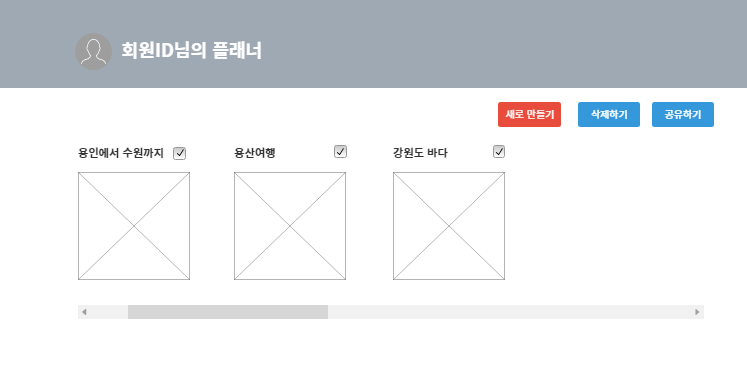 회원ID님의 플래너
새로 만들기 삭제하기 공유하기
용인에서 수원까지 용산여행 강원도 바다